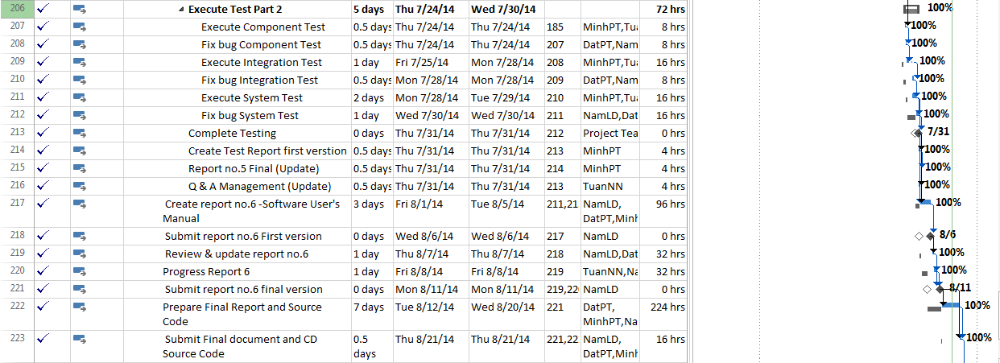 206 Execute Test Part 2 5 days Thu 7/24/14 Wed 7/30/14 72 hrs 100%
207 Execute Component Test 0.5 days Thu 7/24/14 Thu 7/24/14 185 MinhPT,Tua 8 hrs 100%
208 Fix bug Component Test 0.5 days Thu 7/24/14 Thu 7/24/14 207 DatPT,Nam 8 hrs 100%
209 Execute Integration Test 1 day Fri 7/25/14 Mon 7/28/14 208 MinhPT,Tua 16 hrs 100%
210 Fix bug Integration Test 0.5 days Mon 7/28/14 Mon 7/28/14 209 DatPT,Nam 8 hrs 100%
211 Execute System Test 2 days Mon 7/28/14 Tue 7/29/14 210 MinhPT,Tua 16 hrs 100%
212 Fix bug System Test 1 day Wed 7/30/14 Wed 7/30/14 211 NamLD,Dat 16 hrs 100%
213 Complete Testing 0 days Thu 7/31/14 Thu 7/31/14 212 Project Tea 0 hrs 7/31
214 Create Test Report first verstion 0.5 days Thu 7/31/14 Thu 7/31/14 213 MinhPT 4 hrs 100%
215 Report no.5 Final (Update) 0.5 days Thu 7/31/14 Thu 7/31/14 214 MinhPT 4 hrs 100%
216 Q & A Management (Update) 0.5 days Thu 7/31/14 Thu 7/31/14 213 TuanNN 4 hrs 100%
217 Create report no.6 -Software User's 3 days Fri 8/1/14 Tue 8/5/14 211,21 NamLD, 96 hrs 100%
Manual DatPT,Minh
218 Submit report no.6 First version 0 days Wed 8/6/14 Wed 8/6/14 217 NamLD 0 hrs 8/6
219 Review & update report no.6 1 day Thu 8/7/14 Thu 8/7/14 218 NamLD,Dat 32 hrs 100%
220 Progress Report 6 1 day Fri 8/8/14 Fri 8/8/14 219 TuanNN,Na 32 hrs 100%
221 Submit report no.6 final version 0 days Mon 8/11/14 Mon 8/11/14 219,220 NamLD 0 hrs 8/11
222 Prepare Final Report and Source 7 days Tue 8/12/14 Wed 8/20/14 221 DatPT, 224 hrs 100%
Code MinhPT,Na
223 Submit Final document and CD 0.5 Thu 8/21/14 Thu 8/21/14 221,22 NamLD, 16 hrs 100%
Source Code days DatPT,Minh